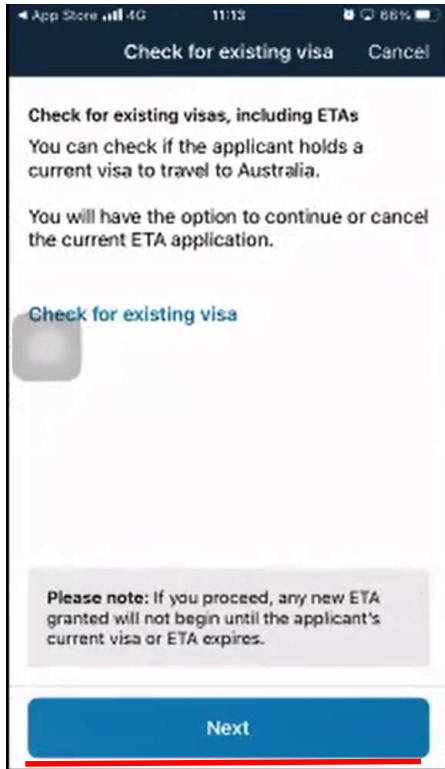 App Store 4G 11:13 66%
Check for existing visa Cancel
Check for existing visas, including ETAs
You can check if the applicant holds a
current visa to travel to Australia.
You will have the option to continue or cancel
the current ETA application.
Check for existing visa
Please note: If you proceed, any new ETA
granted will not begin until the applicant's
current visa or ETA expires.
Next